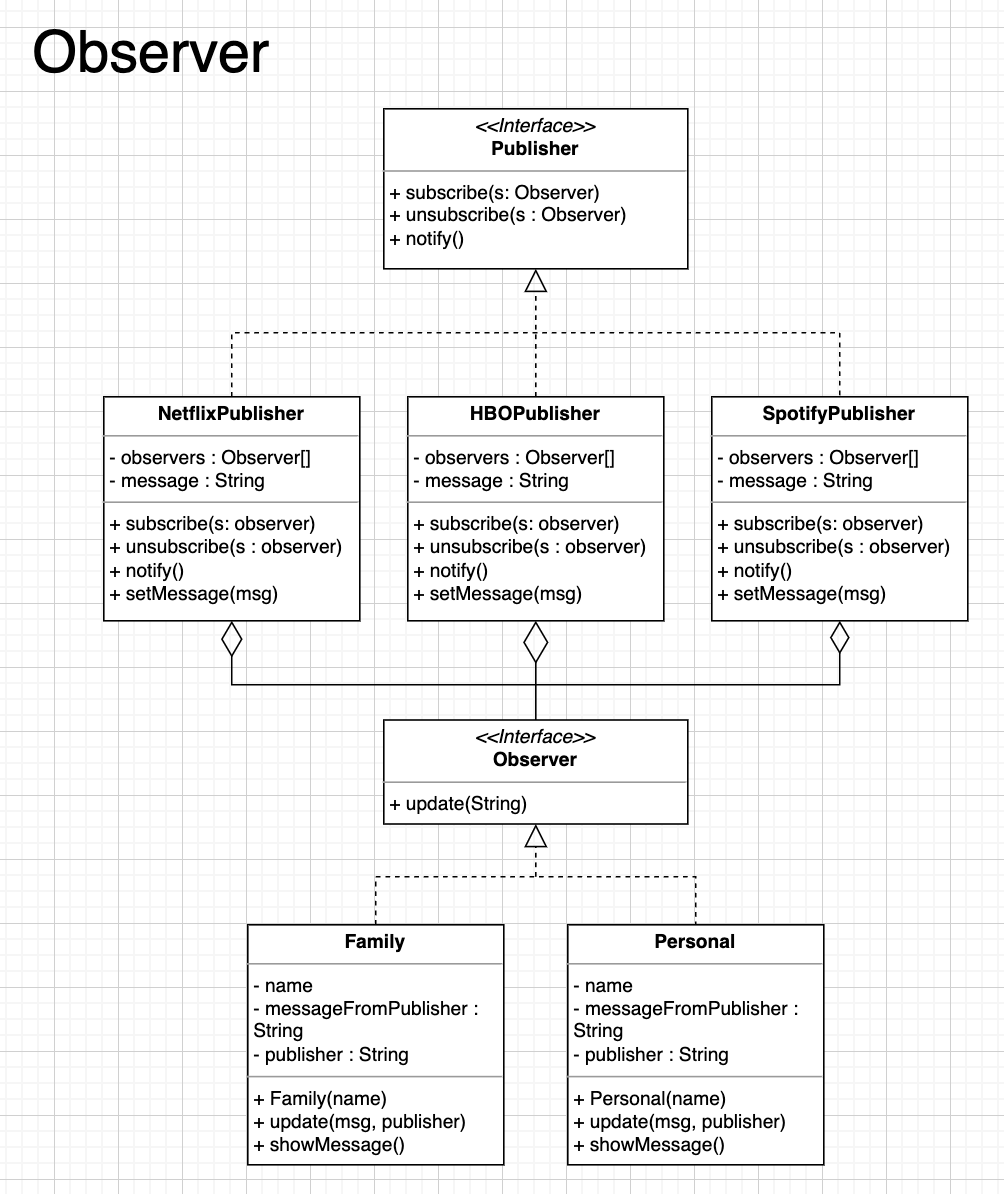 Observer
<<Interface>>
Publisher
+ subscribe(s: Observer)
+ unsubscribe(s : Observer)
+ notify()
NetflixPublisher
- observers : Observer[]
- message : String
+ subscribe(s: observer)
+ unsubscribe(s : observer)
+ notify()
+ setMessage(msg)
HBOPublisher
- observers : Observer[]
- message : String
+ subscribe(s: observer)
+ unsubscribe(s : observer)
+ notify()
+ setMessage(msg)
SpotifyPublisher
- observers : Observer[]
- message : String
+ subscribe(s: observer)
+ unsubscribe(s : observer)
+ notify()
+ setMessage(msg)
<<Interface>>
Observer
+ update(String)
Family
- name
- messageFromPublisher :
String
- publisher : String
+ Family(name)
+ update(msg, publisher)
+ showMessage()
Personal
- name
- messageFromPublisher :
String
- publisher : String
+ Personal(name)
+ update(msg, publisher)
+ showMessage()